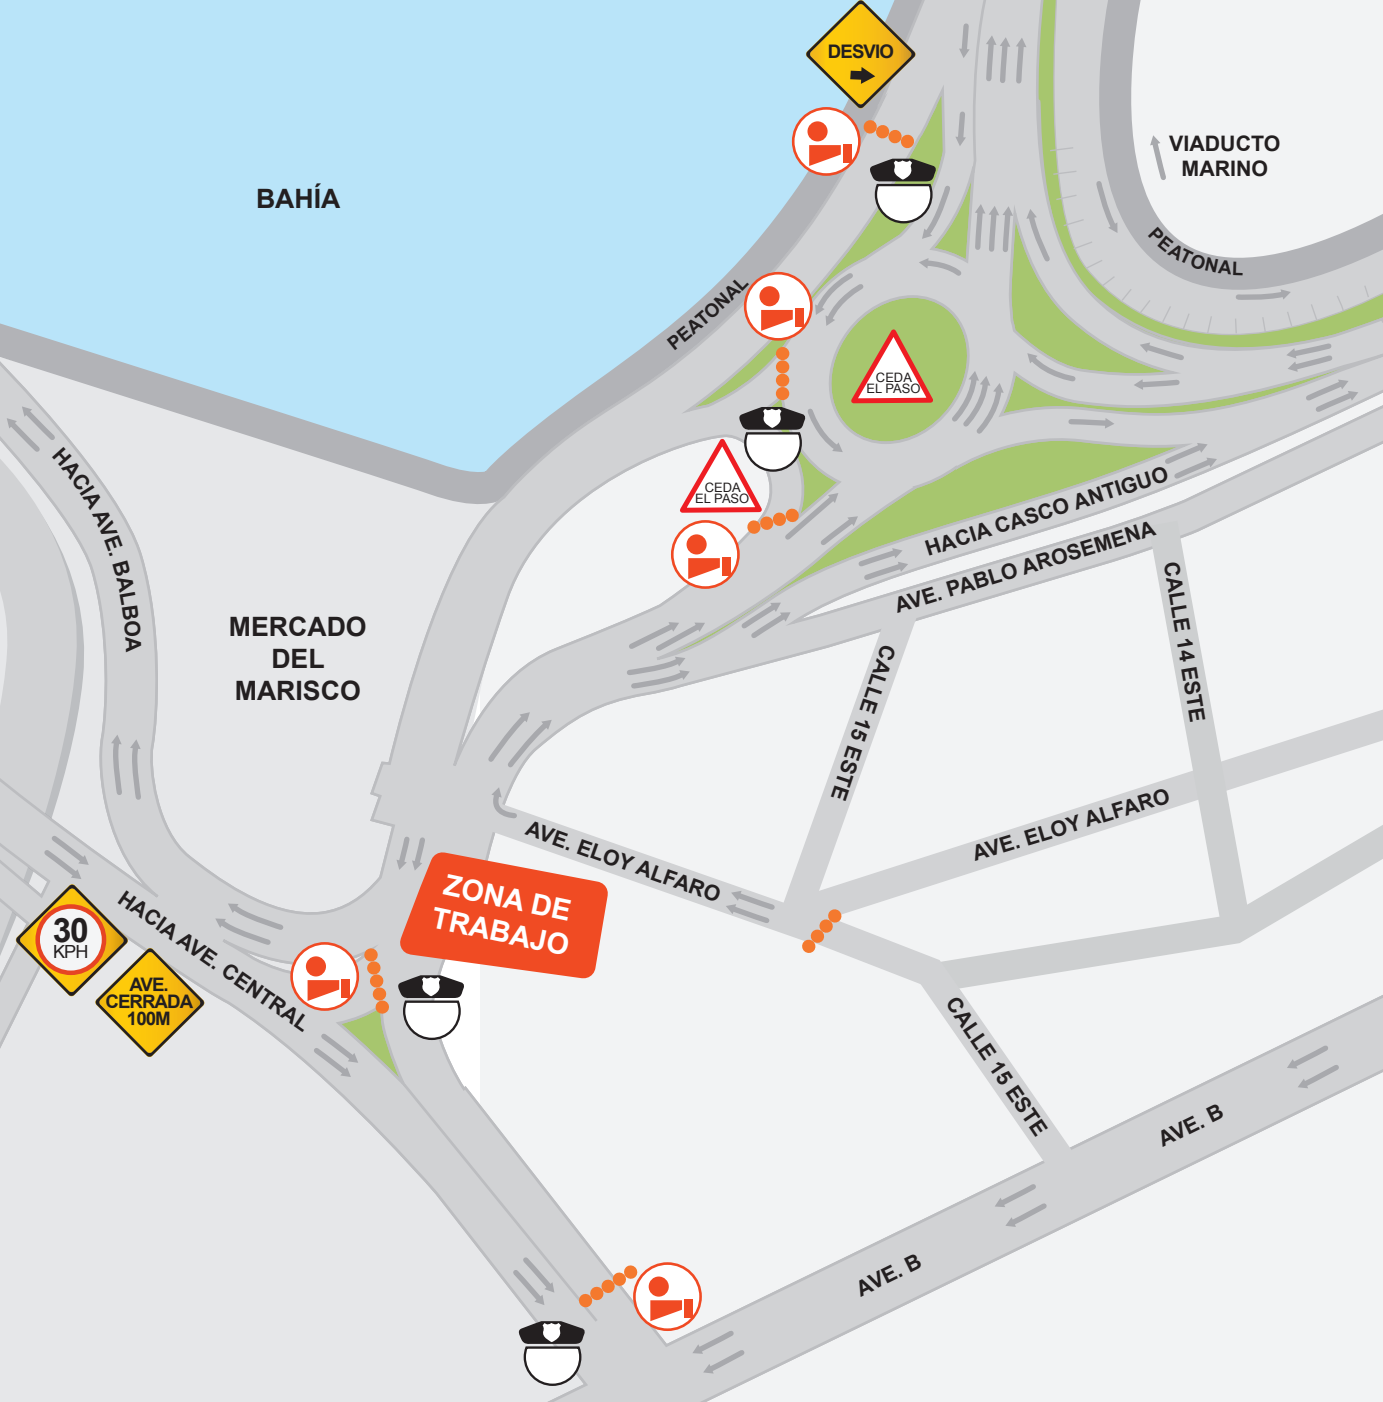 DESVIO
VIADUCTO
MARINO
BAHÍA
PEATONAL
PEATONAL
CEDA
EL PASO
CEDA
EL PASO
HACIA AVE. BALBOA
HACIA CASCO ANTIGUO
AVE. PABLO AROSEMENA
CALLE 14 ESTE
MERCADO
DEL
MARISCO
CALLE 15 ESTE
AVE. ELOY ALFARO
AVE. ELOY ALFARO
ZONA DE
TRABAJO
HACIA AVE. CENTRAL
30
KPH
AVE.
CERRADA
100M
CALLE 15 ESTE
AVE. B
AVE. B